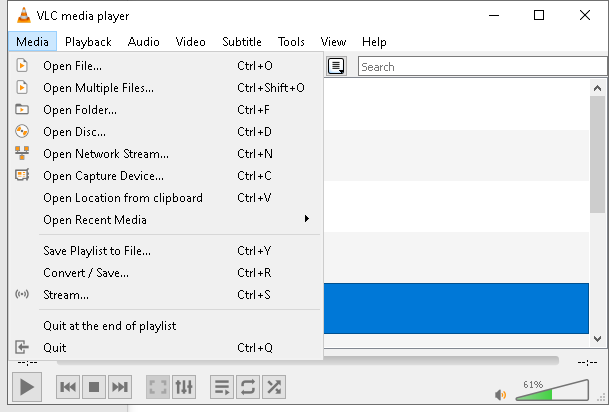 VLC media player
Media Playback Audio Video Subtitle Tools View Help
Open File... Ctrl+O
Search
Open Multiple Files... Ctrl+Shift+O
Open Folder... Ctrl+F
Open Disc... Ctrl+D
Open Network Stream... Ctrl+N
Open Capture Device... Ctrl+C
Open Location from clipboard Ctrl+V
Open Recent Media
Save Playlist to File... Ctrl+Y
Convert / Save... Ctrl+R
Stream... Ctrl+S
Quit at the end of playlist
Quit Ctrl+Q
--:-- --:--
61%